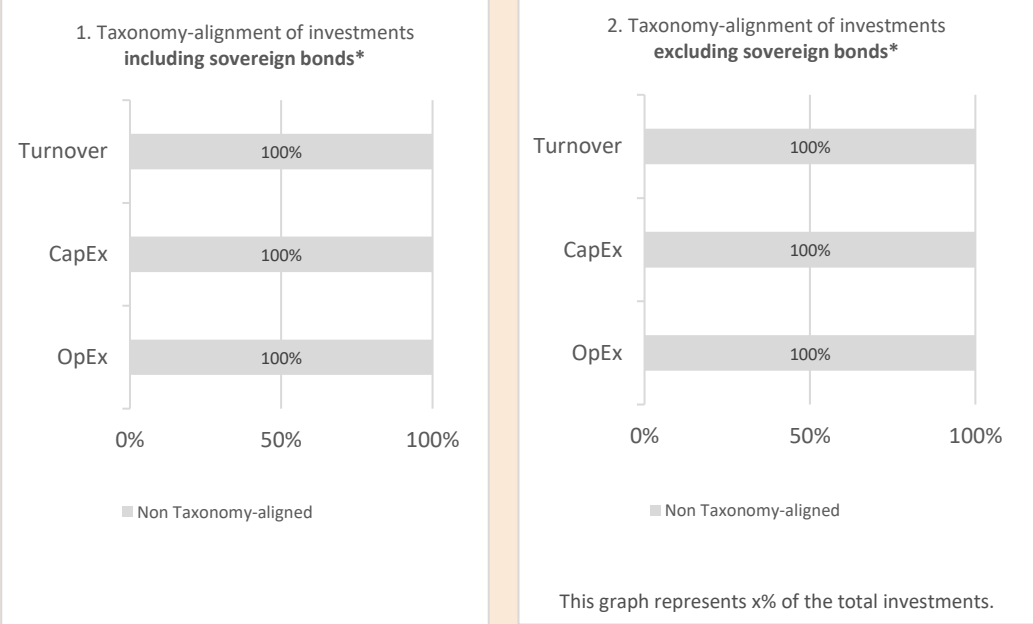 1. Taxonomy-alignment of investments
including sovereign bonds*
Turnover
100%
CapEx
100%
OpEx
100%
0%
50%
100%
Non Taxonomy-aligned
2. Taxonomy-alignment of investments
excluding sovereign bonds*
Turnover
100%
CapEx
100%
OpEx
100%
0%
50%
100%
Non Taxonomy-aligned
This graph represents x% of the total investments.